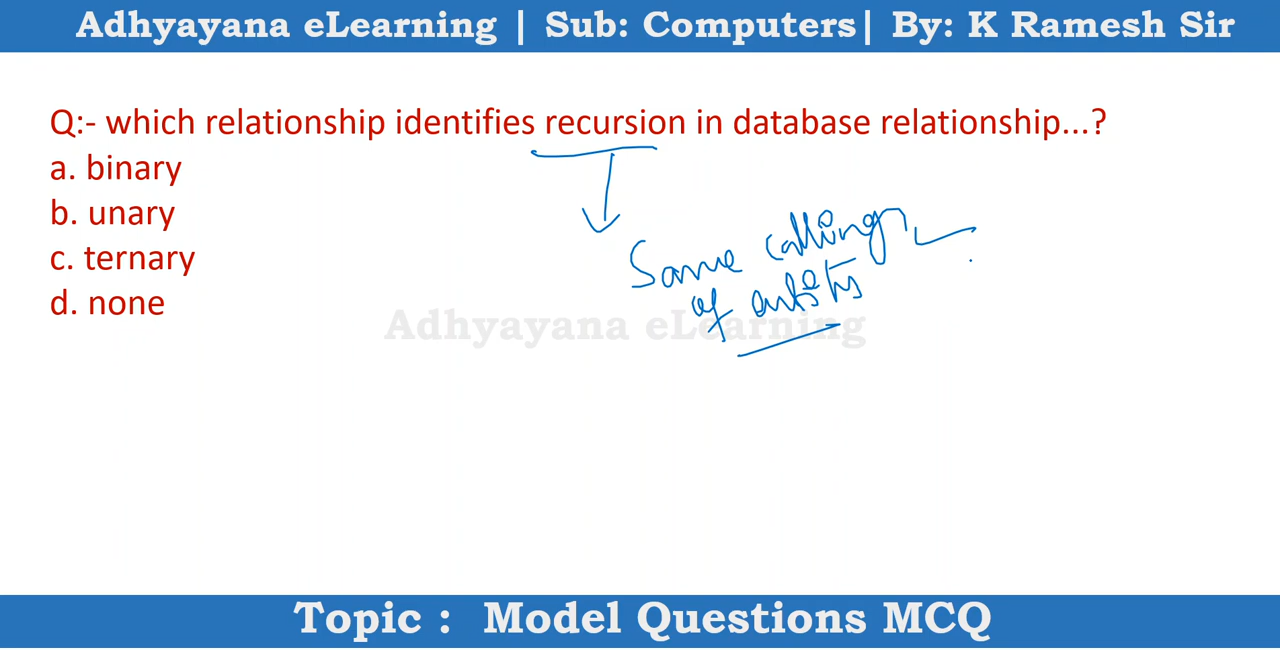 Adhyayana eLearning | Sub: Computers| By: K Ramesh Sir
Q:- which relationship identifies recursion in database relationship...?
a. binary
b. unary
c. ternary
d. none
Same calling
of
Adhyayana eLearning
Topic : Model Questions MCQ